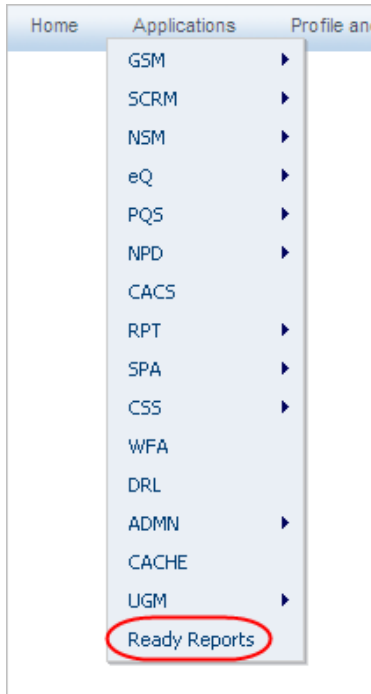 Home Applications Profile an
GSM
SCRM
NSM
eQ
PQS
NPD
CACS
RPT
SPA
CSS
WFA
DRL
ADMN
CACHE
UGM
Ready Reports